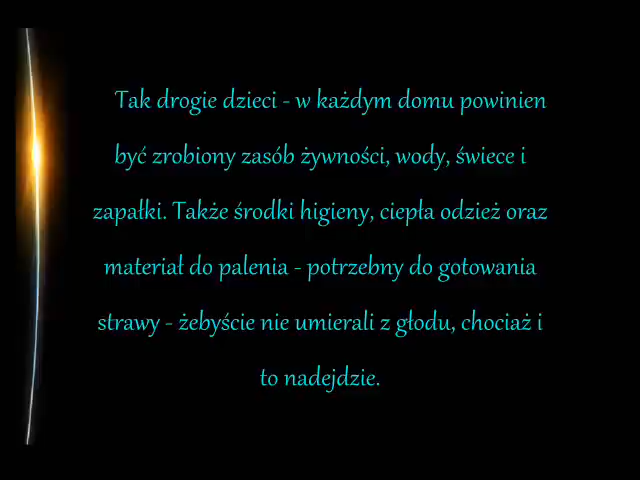 Tak drogie dzieci - w każdym domu powinien
być zrobiony zasób żywności, wody, świece i
zapałki. Także środki higieny, ciepła odzież oraz
materiał do palenia - potrzebny do gotowania
strawy - żebyście nie umierali z głodu, chociaż i
to nadejdzie.